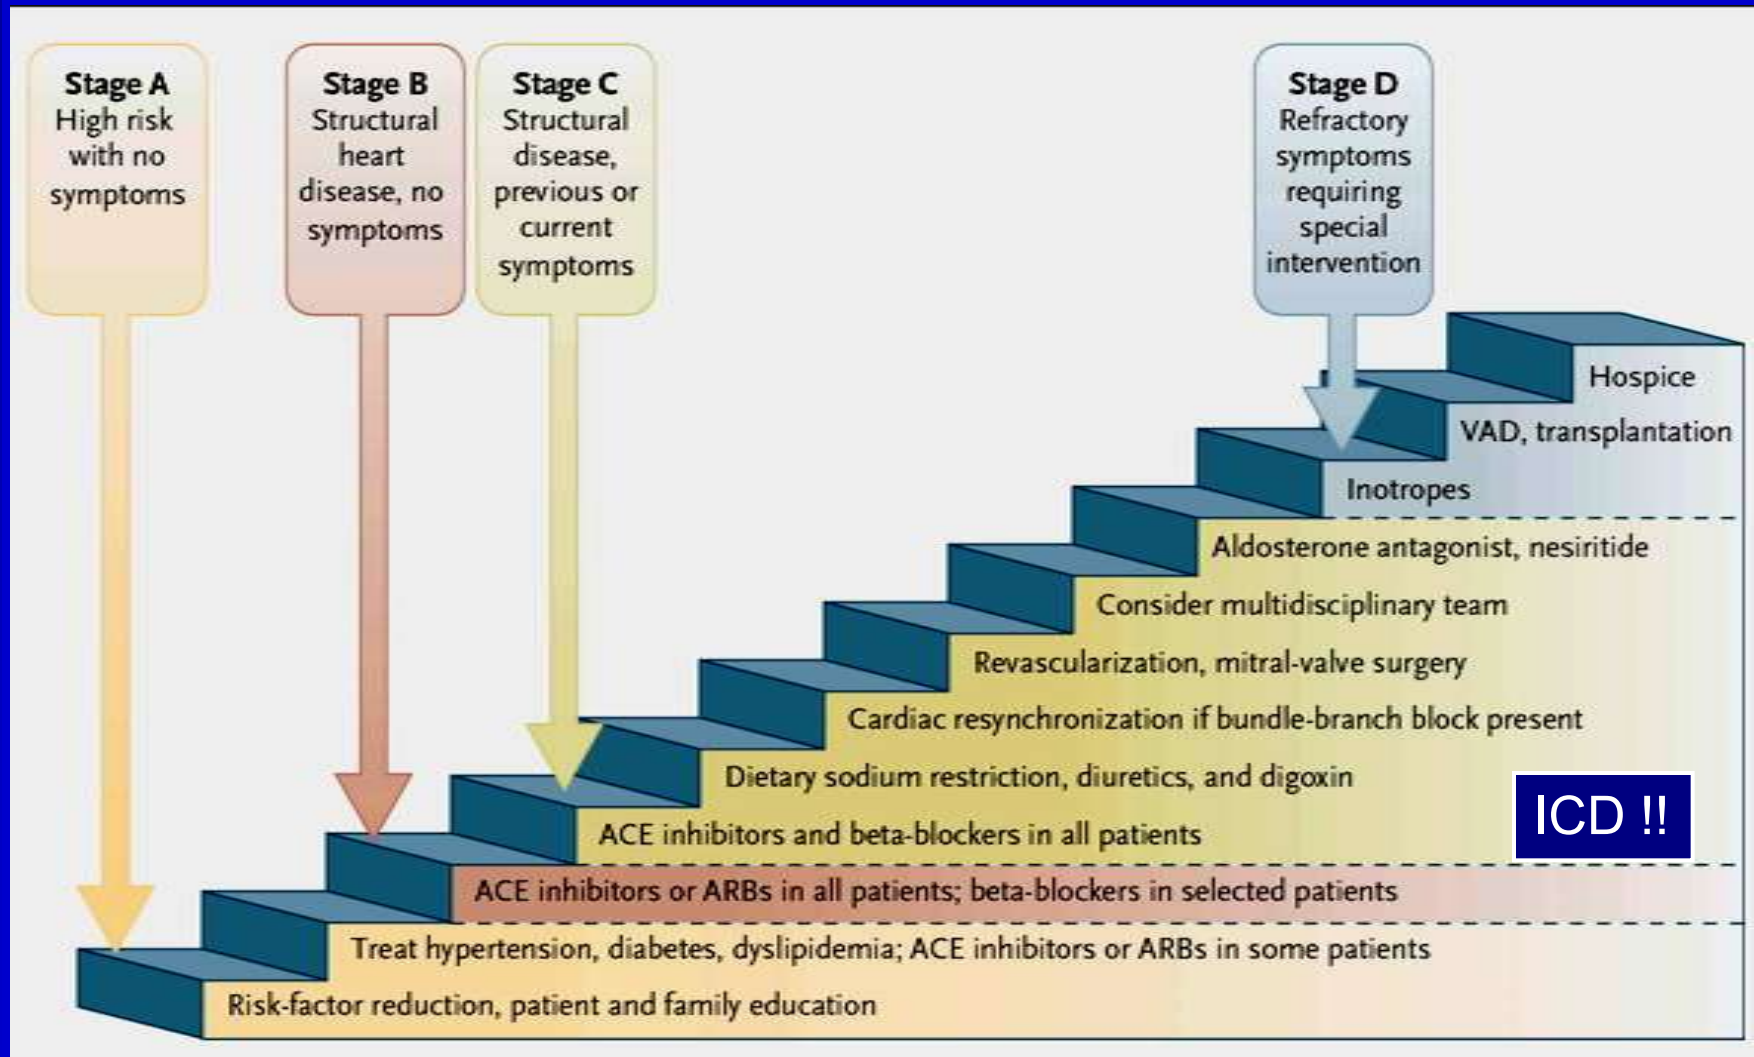 Stage A
High risk
with no
symptoms
Stage B
Structural
heart
disease, no
symptoms
Stage C
Structural
disease,
previous or
current
symptoms
Stage D
Refractory
symptoms
requiring
special
intervention
Hospice
VAD, transplantation
Inotropes
Aldosterone antagonist, nesiritide
Consider multidisciplinary team
Revascularization, mitral-valve surgery
Cardiac resynchronization if bundle-branch block present
Dietary sodium restriction, diuretics, and digoxin
ICD !!
ACE inhibitors and beta-blockers in all patients
ACE inhibitors or ARBs in all patients; beta-blockers in selected patients
Treat hypertension, diabetes, dyslipidemia; ACE inhibitors or ARBs in some patients
Risk-factor reduction, patient and family education